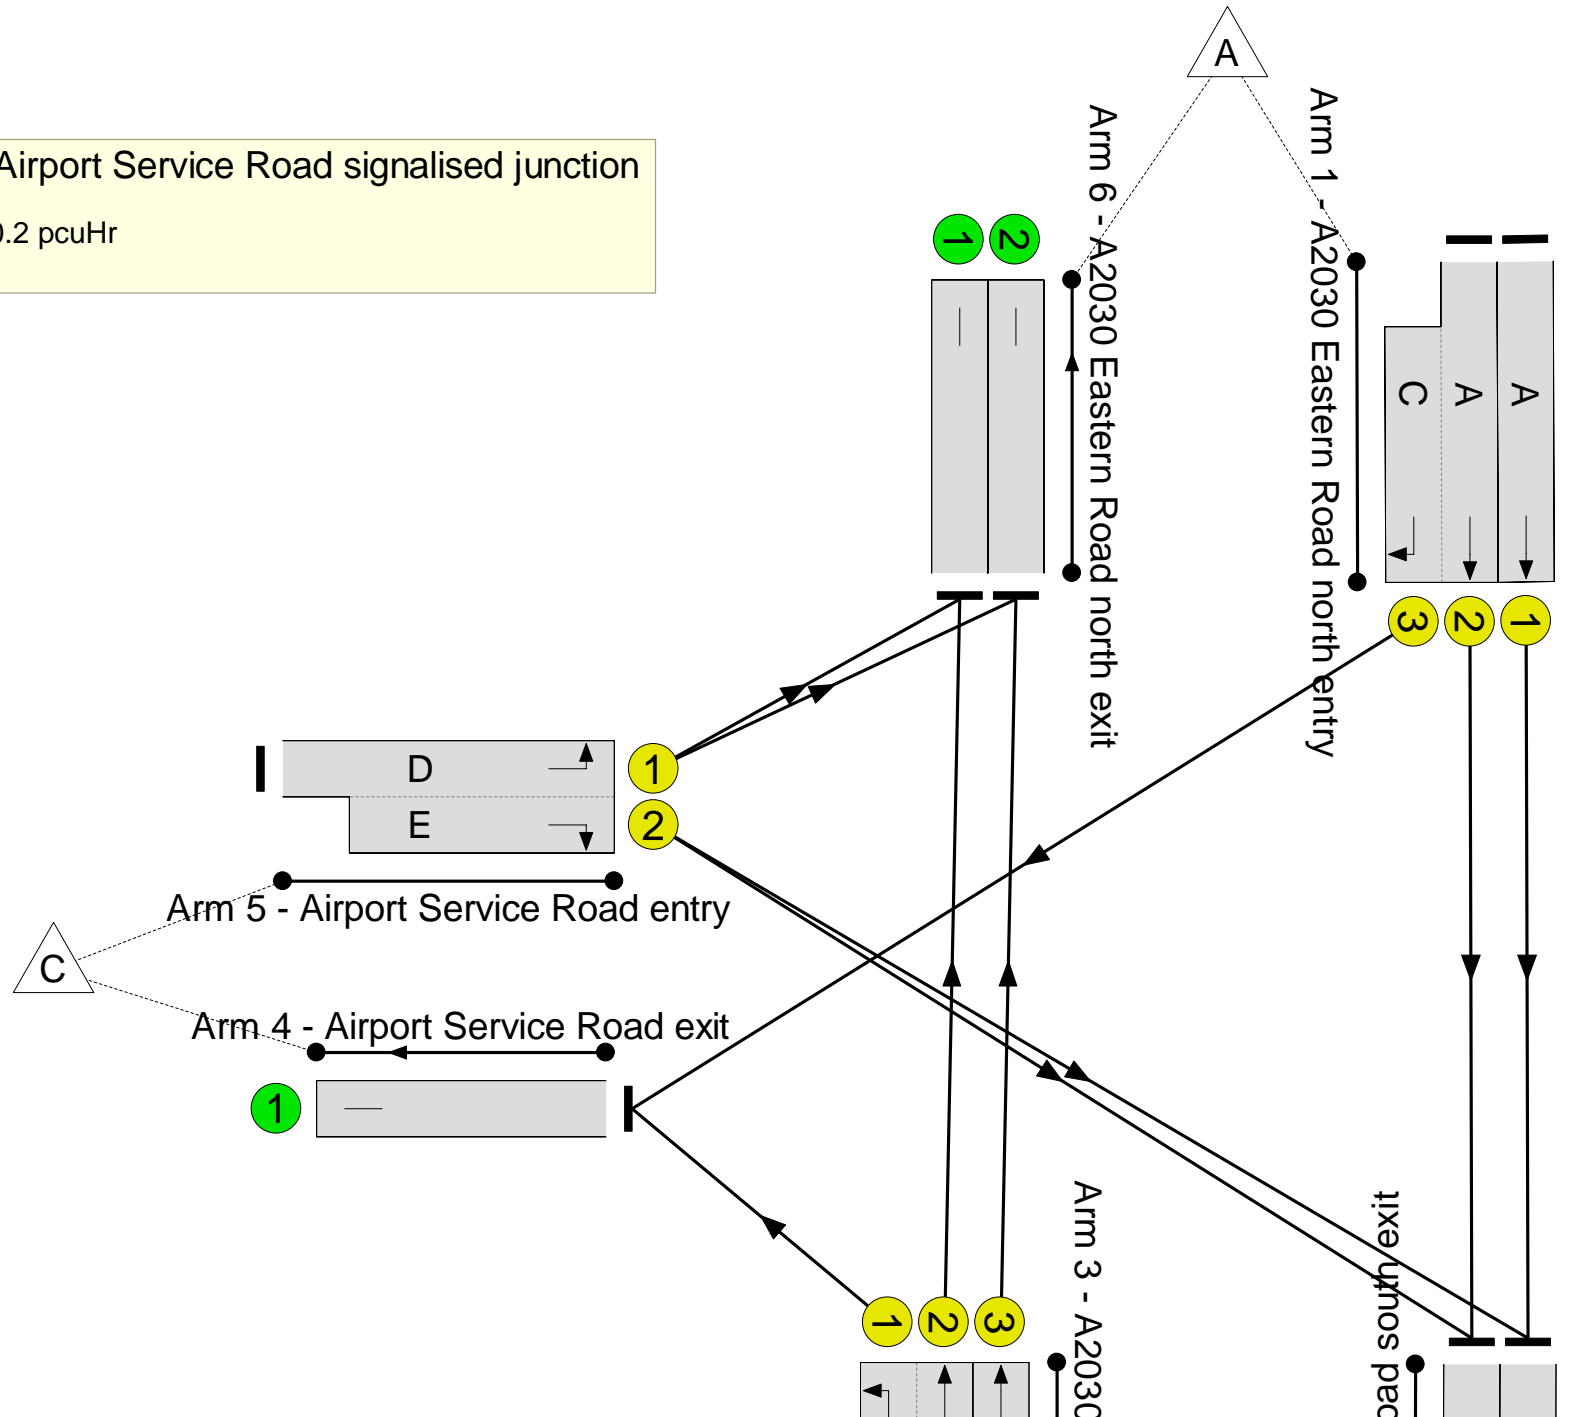 A
Airport Service Road signalised junction
0.2 pcuHr
Arm 6 - A2030 Eastern Road north exit
Arm 1 - A2030 Eastern Road north entry
1
2
C
A
A
3
2
1
D
E
1
2
Arm 5 - Airport Service Road entry
C
Arm 4 - Airport Service Road exit
1
Arm 3 - A2030
south exit
1
2
3